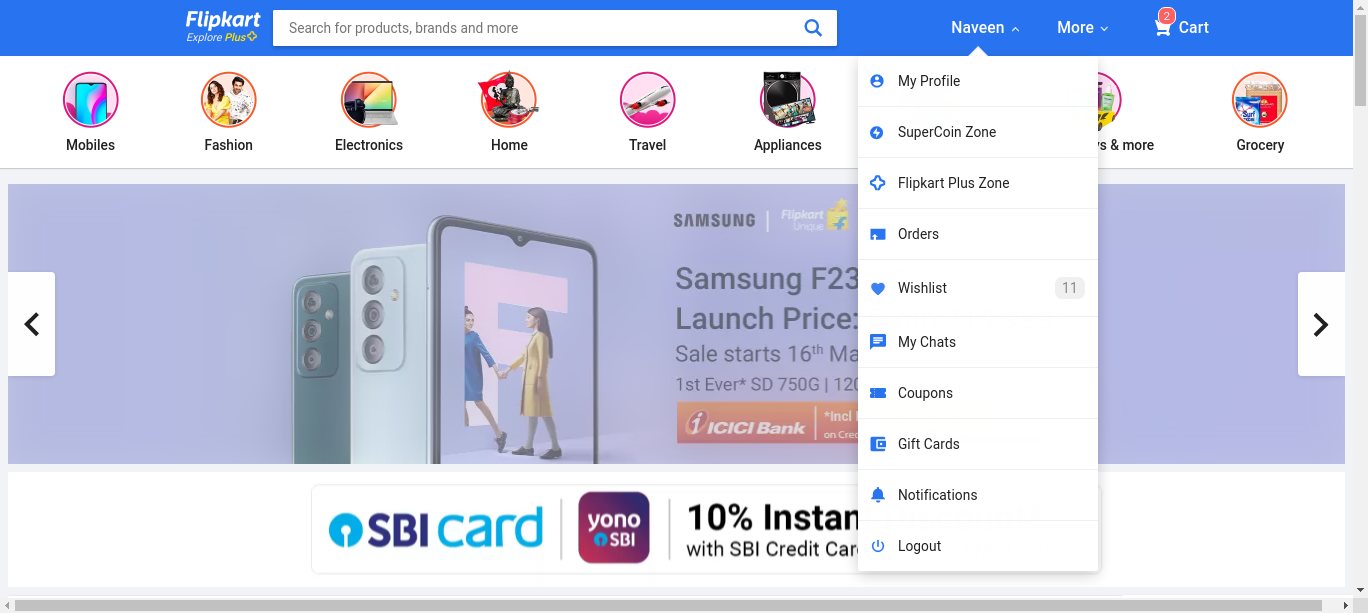 Flipkart
Explore Plus
Search for products, brands and more
Naveen
More
2
Cart
Mobiles
Fashion
Electronics
Home
Travel
Appliances
s & more
Grocery
My Profile
SuperCoin Zone
Flipkart Plus Zone
Orders
Wishlist
11
My Chats
Coupons
Gift Cards
Notifications
Logout
SAMSUNG
Flipkart
Unique
Samsung F23
Launch Price:
Sale starts 16th Ma
1st Ever* SD 750G | 120
ICICI Bank
*Incl
on Cred
SBI card
yono
SBI
10% Instan
with SBI Credit Car